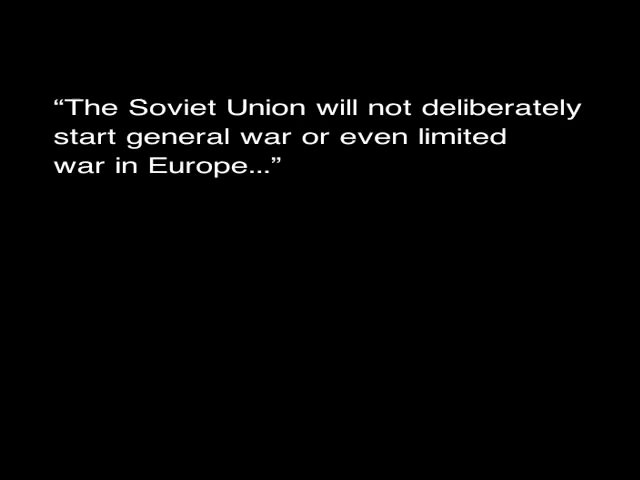 “The Soviet Union will not deliberately
start general war or even limited
war in Europe...”